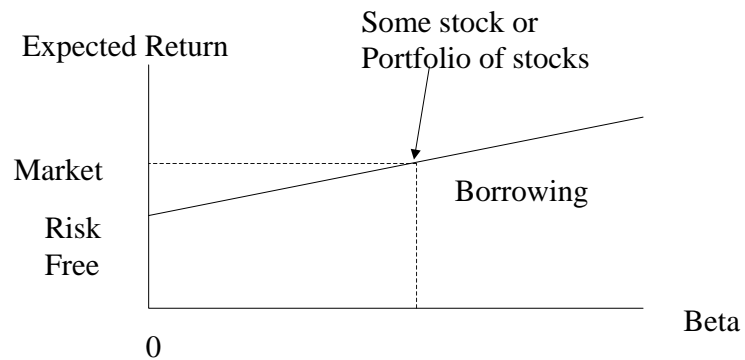 Some stock or
Portfolio of stocks
Expected Return
Market
Borrowing
Risk
Free
Beta
0